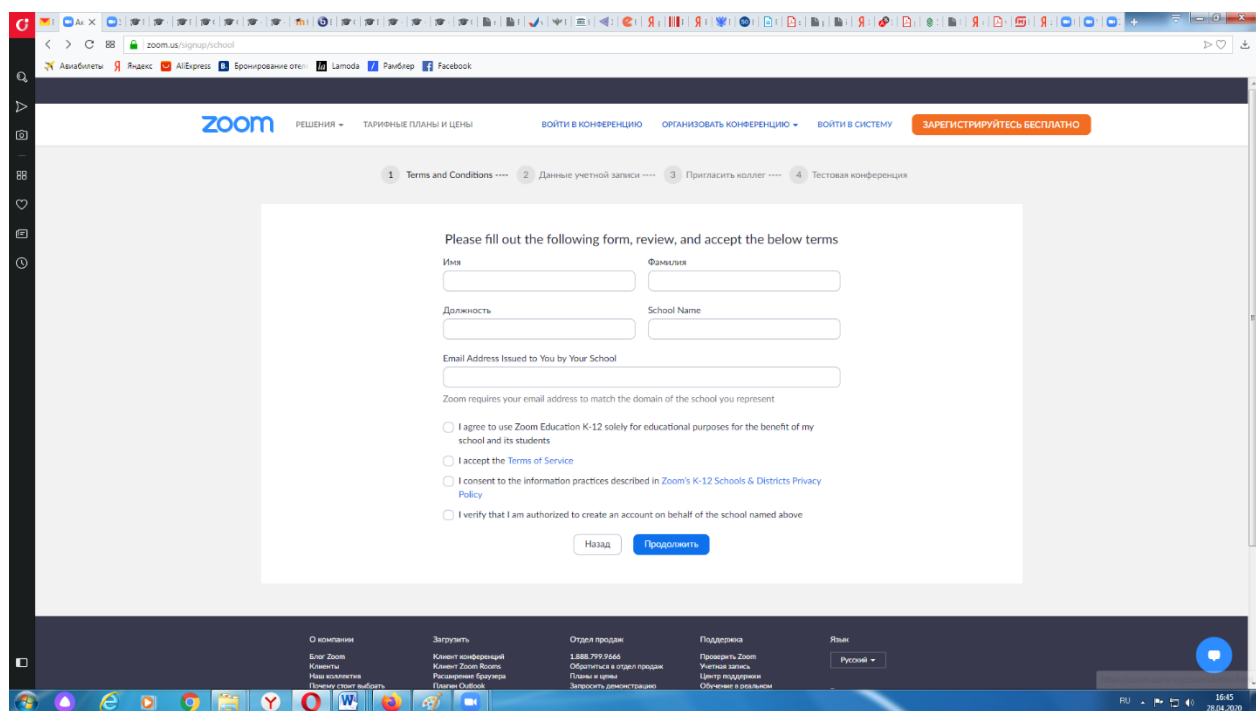 zoom.us/signup/school
Авиабилеты Яндекс AliExpress Бронирование отел Lamoda Рамблер Facebook
zoom РЕШЕНИЯ ТАРИФНЫЕ ПЛАНЫ И ЦЕНЫ ВОЙТИ В КОНФЕРЕНЦИЮ ОРГАНИЗОВАТЬ КОНФЕРЕНЦИЮ ВОЙТИ В СИСТЕМУ ЗАРЕГИСТРИРУЙТЕСЬ БЕСПЛАТНО
1 Terms and Conditions ---- 2 Данные учетной записи ---- 3 Пригласить коллег ---- 4 Тестовая конференция
Please fill out the following form, review, and accept the below terms
Имя Фамилия
Должность School Name
Email Address Issued to You by Your School
Zoom requires your email address to match the domain of the school you represent
I agree to use Zoom Education K-12 solely for educational purposes for the benefit of my
school and its students
I accept the Terms of Service
I consent to the information practices described in Zoom's K-12 Schools & Districts Privacy
Policy
I verify that I am authorized to create an account on behalf of the school named above
Назад Продолжить
О компании Загрузить Отдел продаж Поддержка Язык
Блог Zoom Клиент конференций 1.888.799.9666 Проверить Zoom Русский
Клиенты Клиент Zoom Rooms Обратиться в отдел продаж Учетная запись
Наш коллектив Расширение браузера Планы и цены Центр поддержки
Почему стоит выбрать Плагин Outlook Запросить демонстрацию Обучение в реальном
RU 16:45
28.04.2020